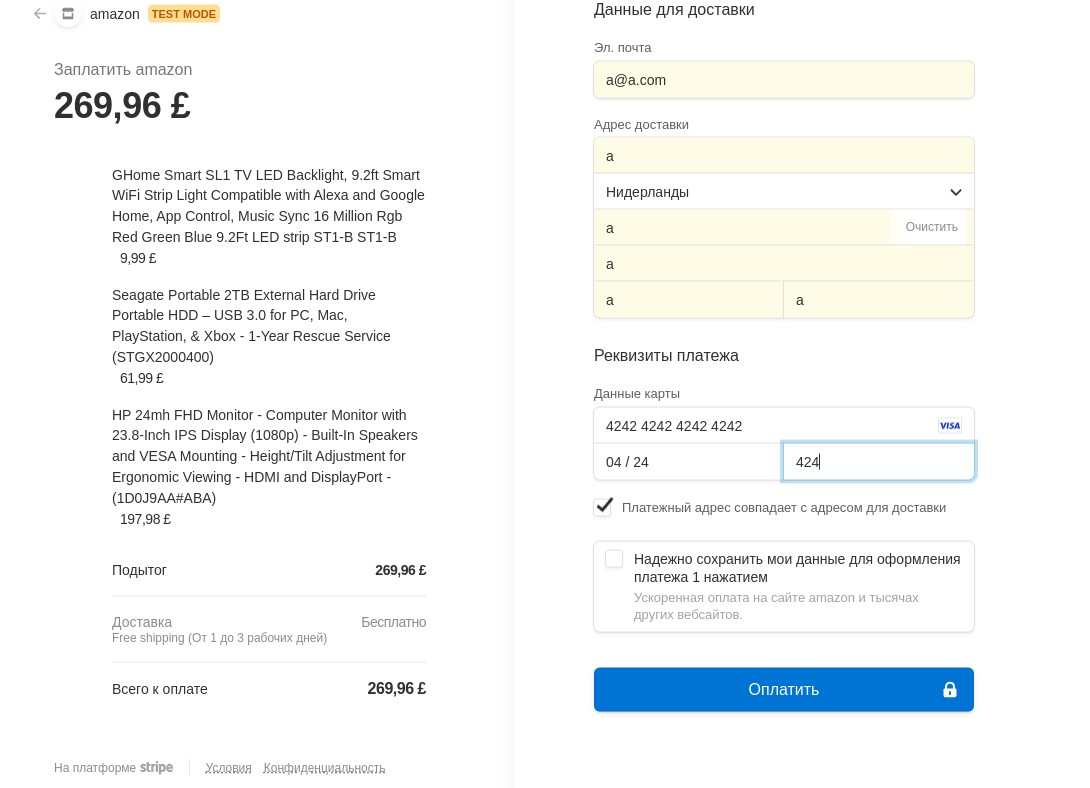 amazon TEST MODE
Заплатить amazon
269,96 £
GHome Smart SL1 TV LED Backlight, 9.2ft Smart
WiFi Strip Light Compatible with Alexa and Google
Home, App Control, Music Sync 16 Million Rgb
Red Green Blue 9.2Ft LED strip ST1-B ST1-B
9,99 £
Seagate Portable 2TB External Hard Drive
Portable HDD – USB 3.0 for PC, Mac,
PlayStation, & Xbox - 1-Year Rescue Service
(STGX2000400)
61,99 £
HP 24mh FHD Monitor - Computer Monitor with
23.8-Inch IPS Display (1080p) - Built-In Speakers
and VESA Mounting - Height/Tilt Adjustment for
Ergonomic Viewing - HDMI and DisplayPort -
(1D0J9AA#ABA)
197,98 £
Подытог 269,96 £
Доставка Бесплатно
Free shipping (От 1 до 3 рабочих дней)
Всего к оплате 269,96 £
На платформе stripe Условия Конфиденциальность
Данные для доставки
Эл. почта
a@a.com
Адрес доставки
a
Нидерланды
a Очистить
a
a a
Реквизиты платежа
Данные карты
4242 4242 4242 4242 VISA
04 / 24 424
Платежный адрес совпадает с адресом для доставки
Надежно сохранить мои данные для оформления
платежа 1 нажатием
Ускоренная оплата на сайте amazon и тысячах
других вебсайтов.
Оплатить